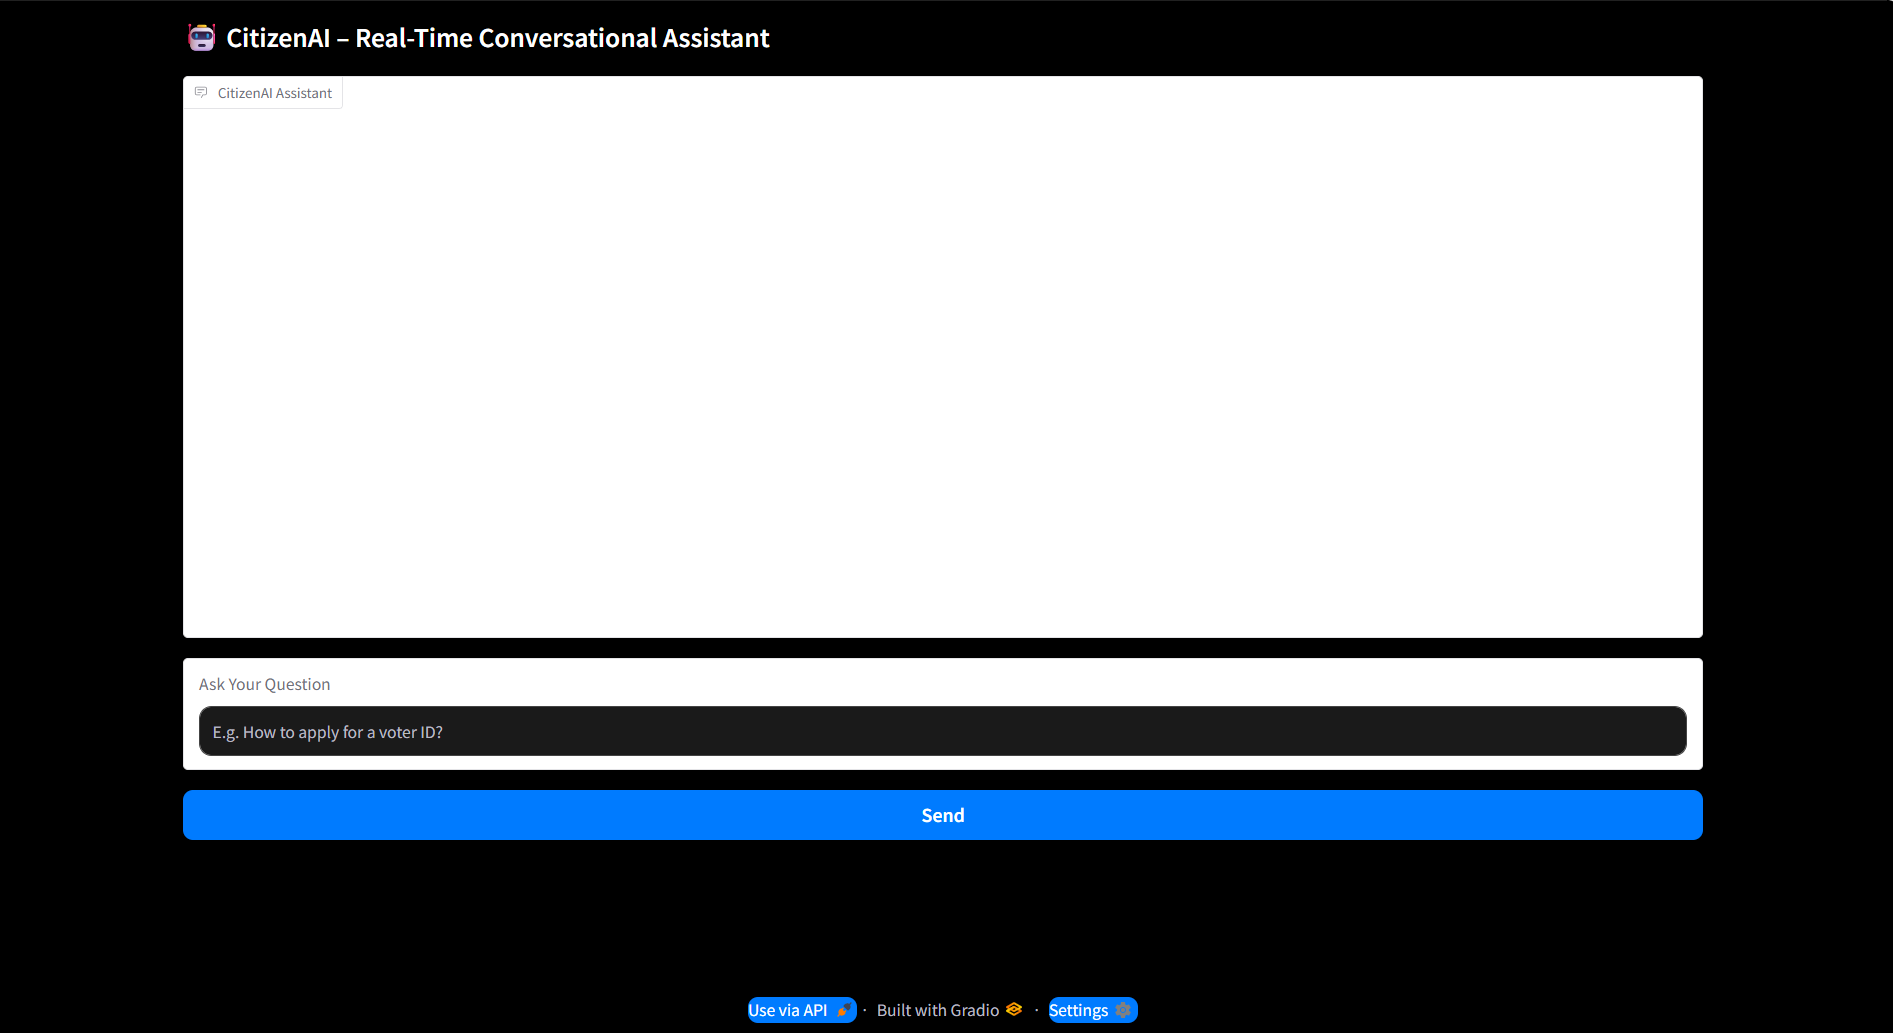 CitizenAI – Real-Time Conversational Assistant
CitizenAI Assistant
Ask Your Question
E.g. How to apply for a voter ID?
Send
Use via API · Built with Gradio · Settings